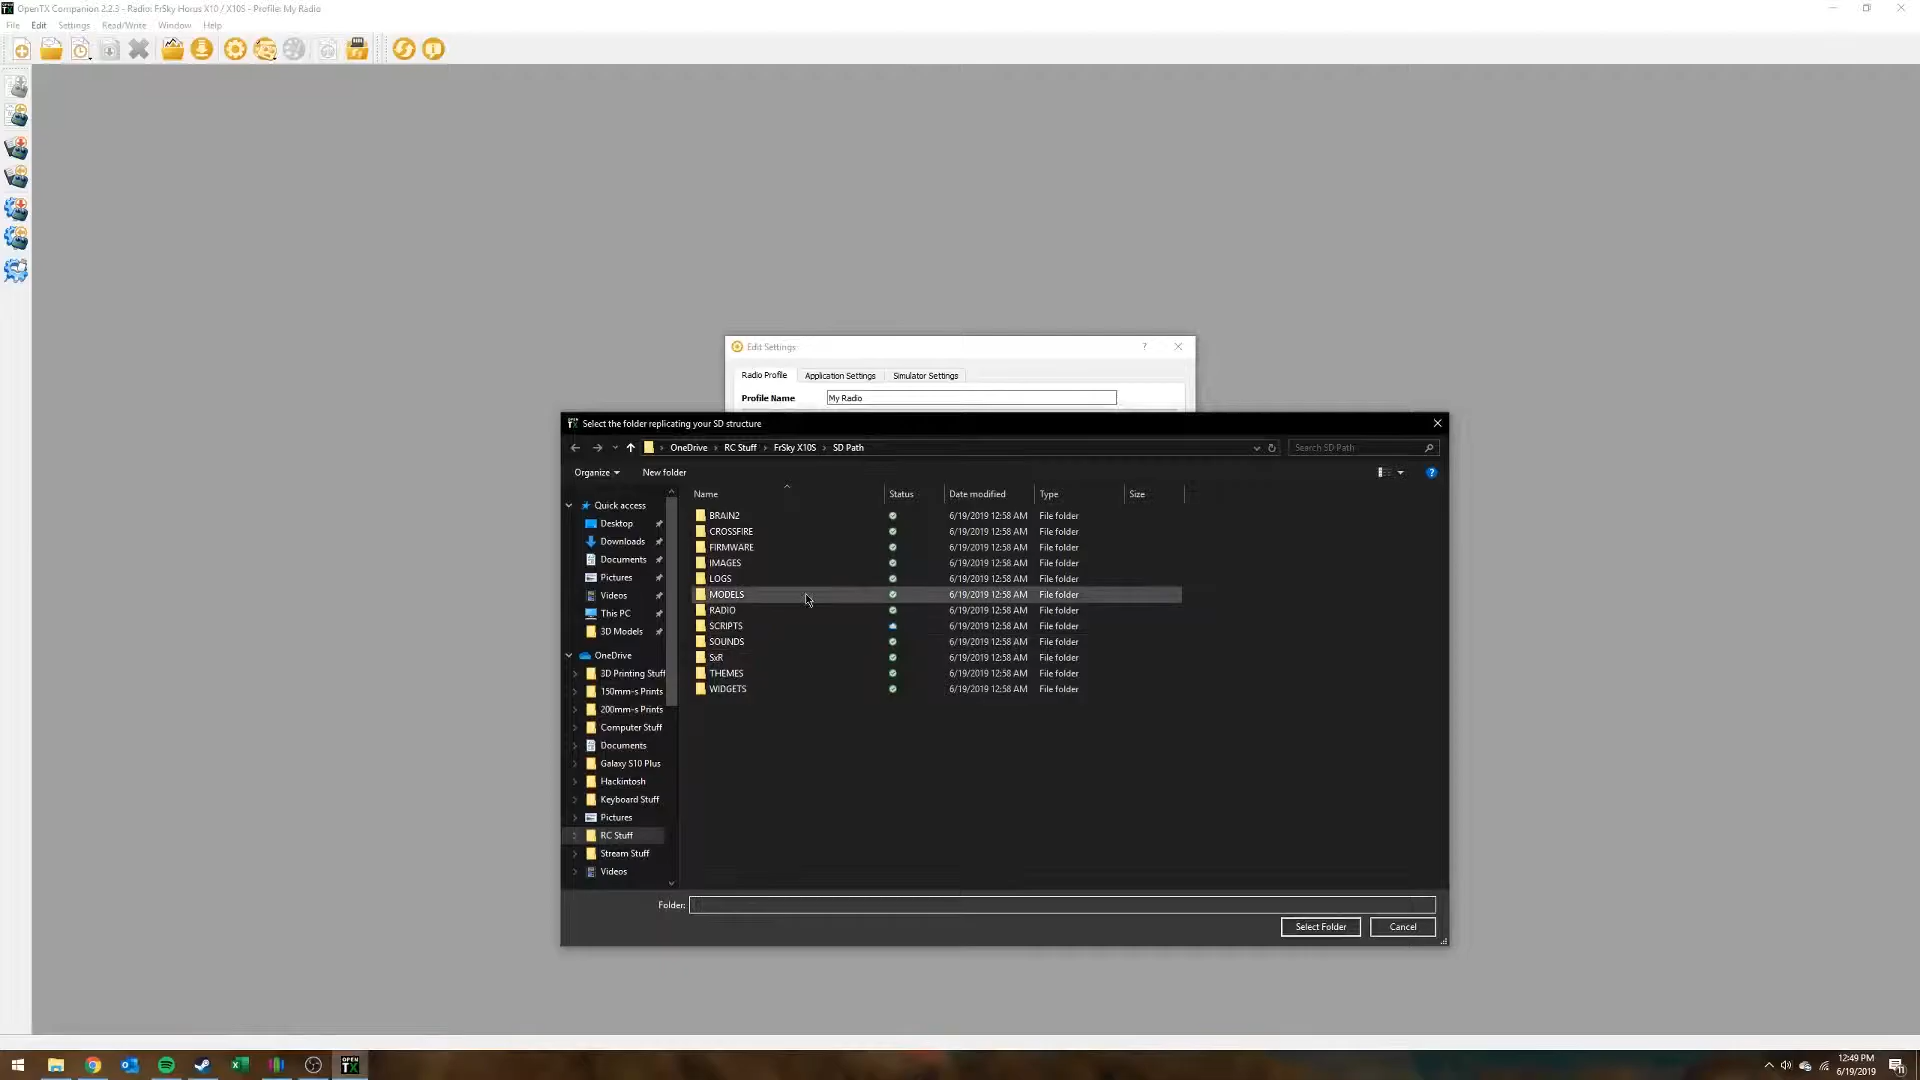 OpenTX Companion 2.2.3 - Radio: FrSky Horus X10 / X10S - Profile: My Radio
File Edit Settings Read/Write Window Help
Edit Settings ?
Radio Profile Application Settings Simulator Settings
Profile Name My Radio
Select the folder replicating your SD structure
OneDrive › RC Stuff › FrSky X10S › SD Path
Search SD Path
Organize New folder ?
Name Status Date modified Type Size
BRAIN2 6/19/2019 12:58 AM File folder
CROSSFIRE 6/19/2019 12:58 AM File folder
FIRMWARE 6/19/2019 12:58 AM File folder
IMAGES 6/19/2019 12:58 AM File folder
LOGS 6/19/2019 12:58 AM File folder
MODELS 6/19/2019 12:58 AM File folder
RADIO 6/19/2019 12:58 AM File folder
SCRIPTS 6/19/2019 12:58 AM File folder
SOUNDS 6/19/2019 12:58 AM File folder
SxR 6/19/2019 12:58 AM File folder
THEMES 6/19/2019 12:58 AM File folder
WIDGETS 6/19/2019 12:58 AM File folder
Quick access
Desktop
Downloads
Documents
Pictures
Videos
This PC
3D Models
OneDrive
3D Printing Stuff
150mm-s Prints
200mm-s Prints
Computer Stuff
Documents
Galaxy S10 Plus
Hackintosh
Keyboard Stuff
Pictures
RC Stuff
Stream Stuff
Videos
Folder:
Select Folder Cancel
OPEN
TX
12:49 PM
6/19/2019